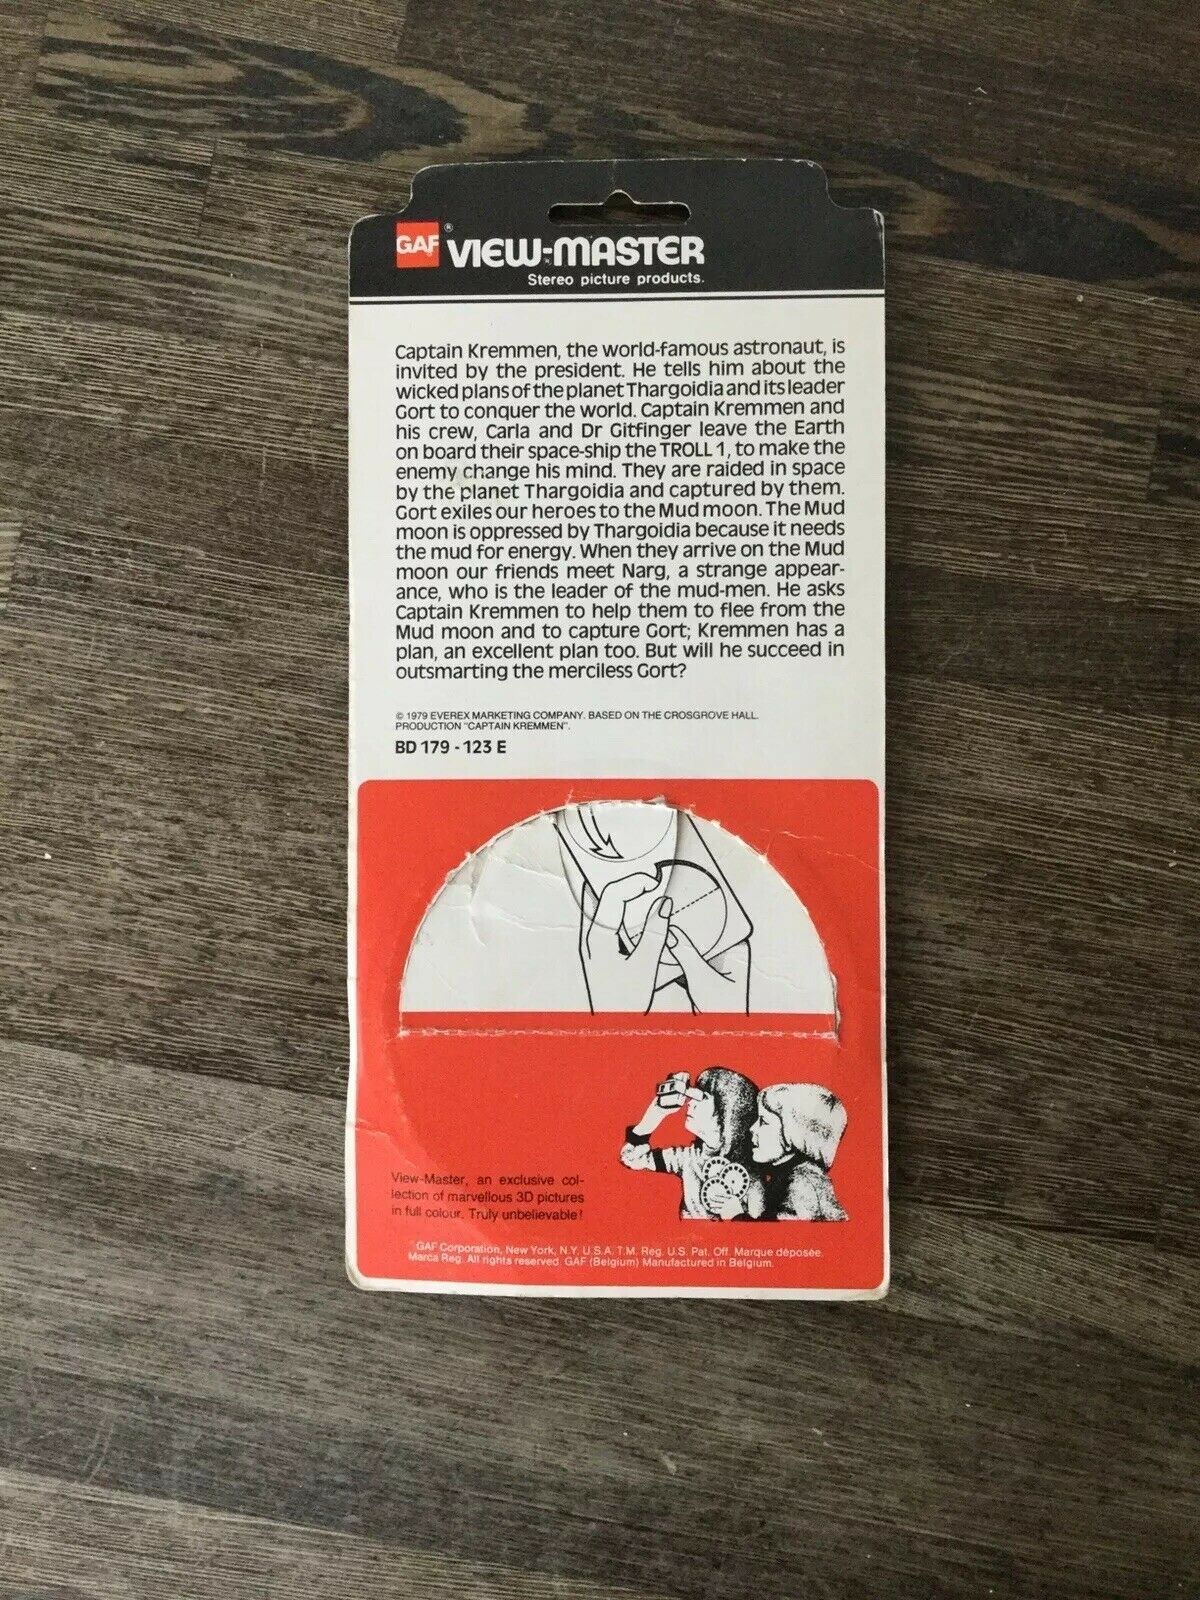 GAF ® VIEW-MASTER
Stereo picture products.
Captain Kremmen, the world-famous astronaut, is
invited by the president. He tells him about the
wicked plans of the planet Thargoidia and its leader
Gort to conquer the world. Captain Kremmen and
his crew, Carla and Dr Gitfinger leave the Earth
on board their space-ship the TROLL 1, to make the
enemy change his mind. They are raided in space
by the planet Thargoidia and captured by them.
Gort exiles our heroes to the Mud moon. The Mud
moon is oppressed by Thargoidia because it needs
the mud for energy. When they arrive on the Mud
moon our friends meet Narg, a strange appear-
ance, who is the leader of the mud-men. He asks
Captain Kremmen to help them to flee from the
Mud moon and to capture Gort; Kremmen has a
plan, an excellent plan too. But will he succeed in
outsmarting the merciless Gort?
© 1979 EVEREX MARKETING COMPANY. BASED ON THE CROSGROVE HALL.
PRODUCTION "CAPTAIN KREMMEN".
BD 179 - 123 E
View-Master, an exclusive col-
lection of marvellous 3D pictures
in full colour. Truly unbelievable!
GAF Corporation, New York, N.Y. U.S.A. T.M. Reg. U.S. Pat. Off. Marque déposée.
Marca Reg. All rights reserved. GAF (Belgium) Manufactured in Belgium.